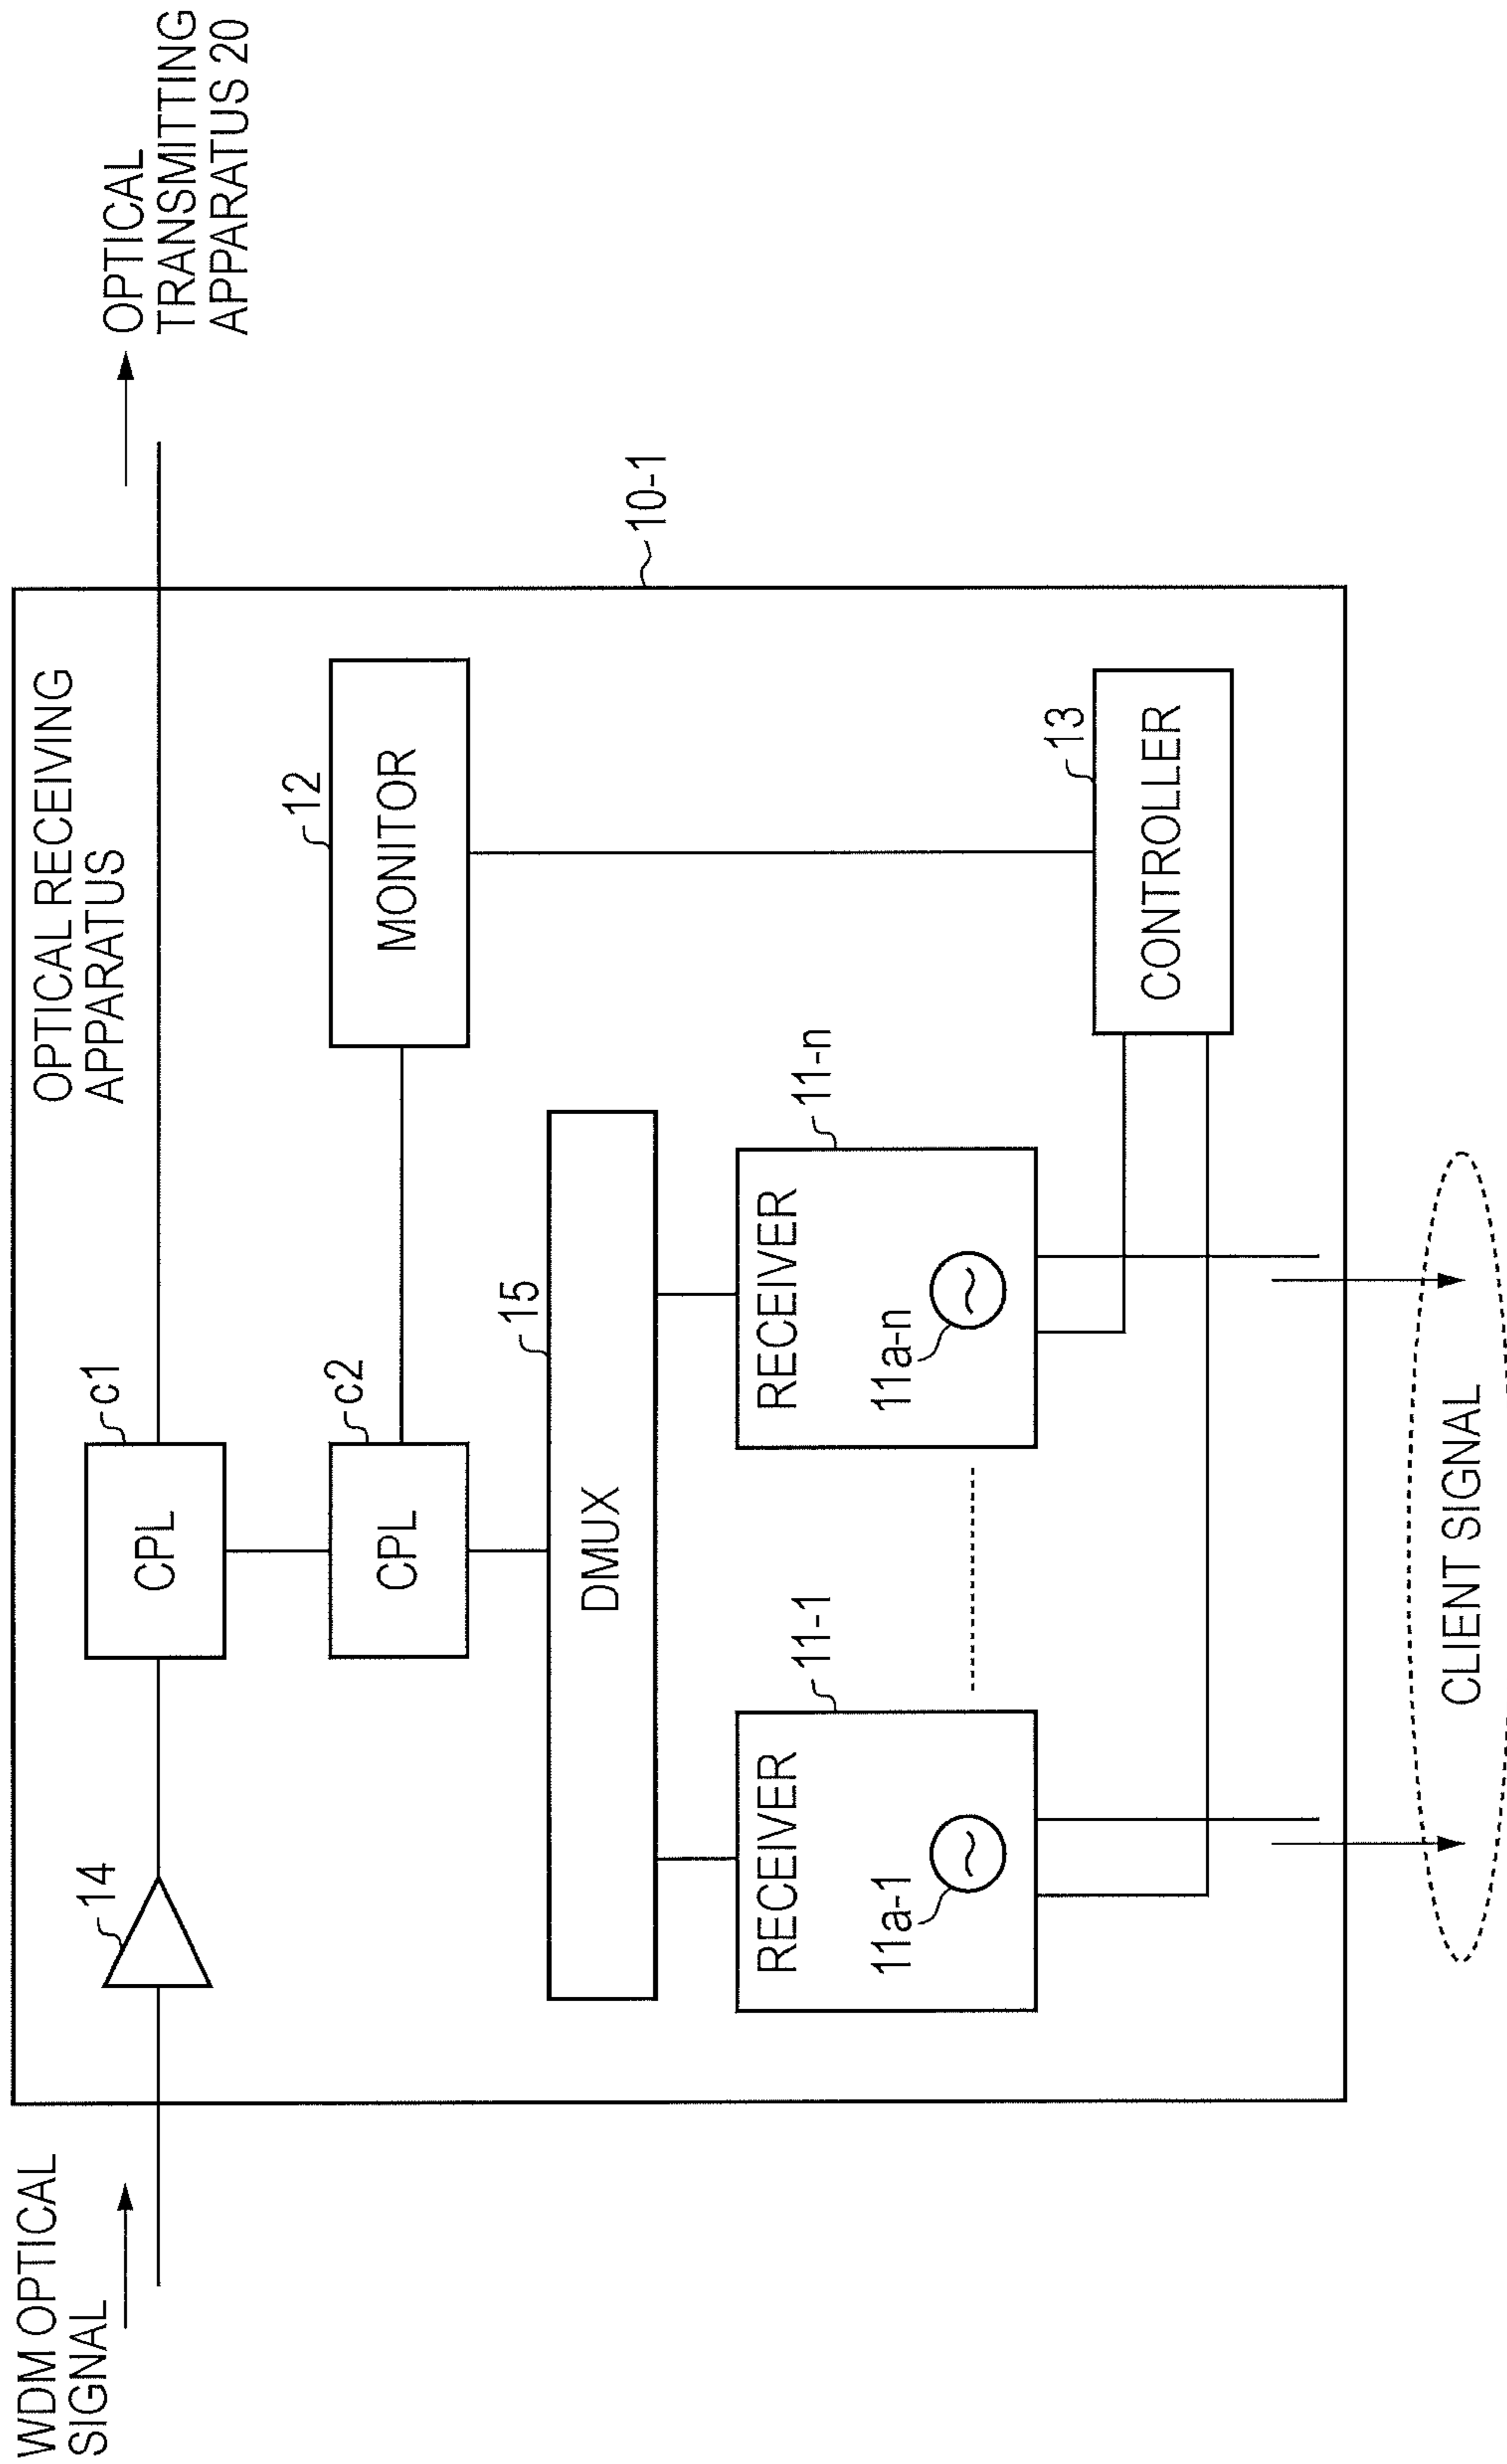 WDM OPTICAL
SIGNAL
OPTICAL
TRANSMITTING
APPARATUS 20
OPTICAL RECEIVING
APPARATUS
10-1
14
CPL
c1
CPL
c2
12
MONITOR
15
DMUX
RECEIVER
11-1
11a-1
RECEIVER
11-n
11a-n
13
CONTROLLER
CLIENT SIGNAL